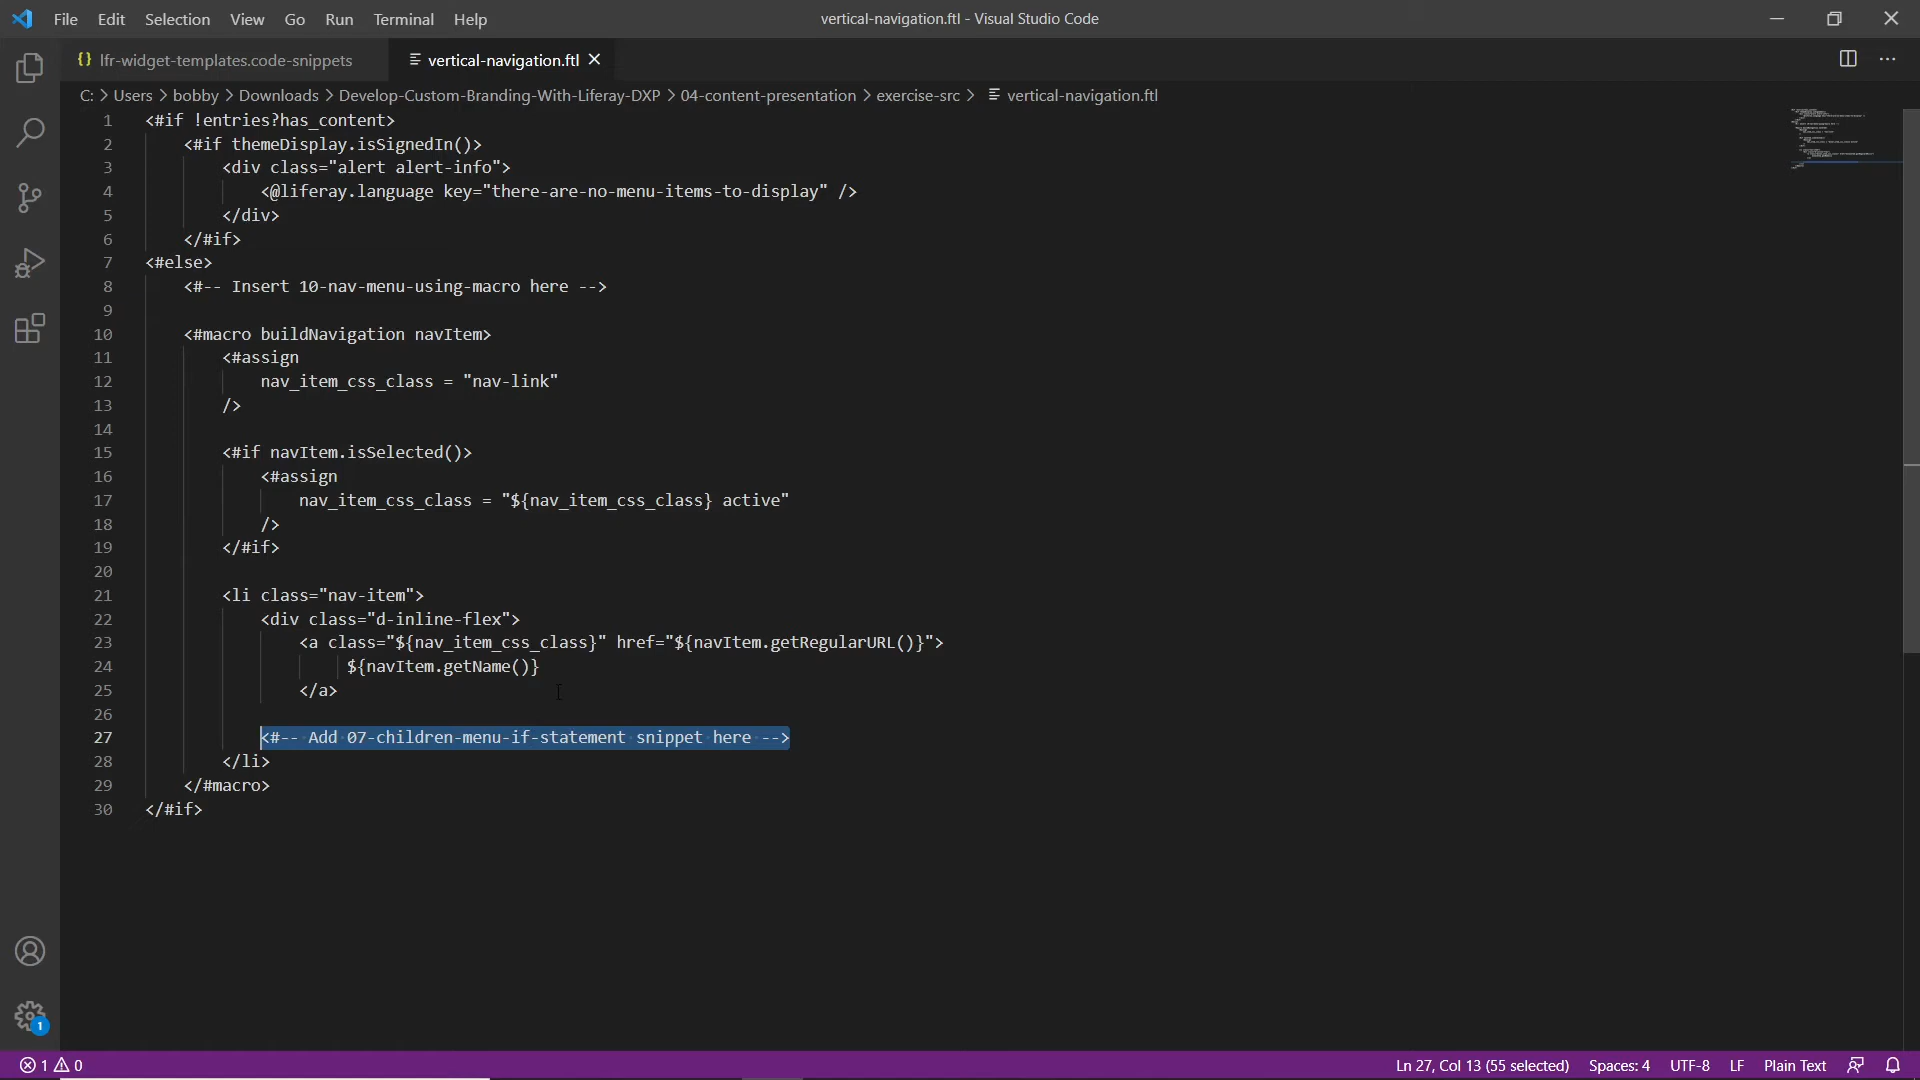 File Edit Selection View Go Run Terminal Help
vertical-navigation.ftl - Visual Studio Code
{} lfr-widget-templates.code-snippets
vertical-navigation.ftl
C: > Users > bobby > Downloads > Develop-Custom-Branding-With-Liferay-DXP > 04-content-presentation > exercise-src > vertical-navigation.ftl
1 <#if !entries?has_content>
2 <#if themeDisplay.isSignedIn()>
3 <div class="alert alert-info">
4 <@liferay.language key="there-are-no-menu-items-to-display" />
5 </div>
6 </#if>
7 <#else>
8 <#-- Insert 10-nav-menu-using-macro here -->
9
10 <#macro buildNavigation navItem>
11 <#assign
12 nav_item_css_class = "nav-link"
13 />
14
15 <#if navItem.isSelected()>
16 <#assign
17 nav_item_css_class = "${nav_item_css_class} active"
18 />
19 </#if>
20
21 <li class="nav-item">
22 <div class="d-inline-flex">
23 <a class="${nav_item_css_class}" href="${navItem.getRegularURL()}">
24 ${navItem.getName()}
25 </a>
26
27 <#-- Add 07-children-menu-if-statement snippet here -->
28 </li>
29 </#macro>
30 </#if>
1
1 0
Ln 27, Col 13 (55 selected) Spaces: 4 UTF-8 LF Plain Text